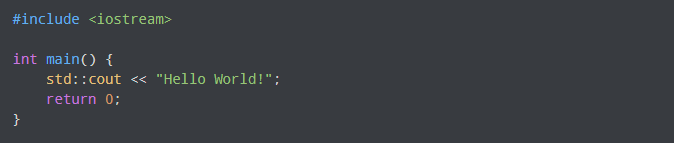 #include <iostream>
int main() {
    std::cout << "Hello World!";
    return 0;
}